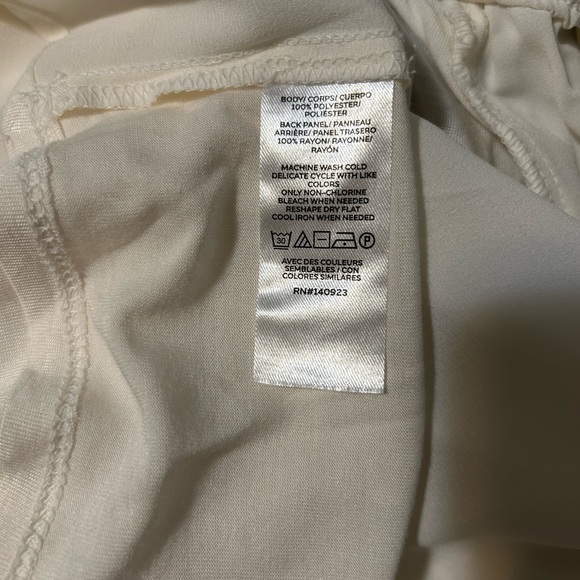 BODY/ CORPS/ CUERPO
100% POLYESTER/
POLIÉSTER
BACK PANEL/ PANNEAU
ARRIÈRE/ PANEL TRASERO
100% RAYON/ RAYONNE/
RAYÓN
MACHINE WASH COLD
DELICATE CYCLE WITH LIKE
COLORS
ONLY NON-CHLORINE
BLEACH WHEN NEEDED
RESHAPE DRY FLAT
COOL IRON WHEN NEEDED
30 P
AVEC DES COULEURS
SEMBLABLES / CON
COLORES SIMILARES
RN#140923